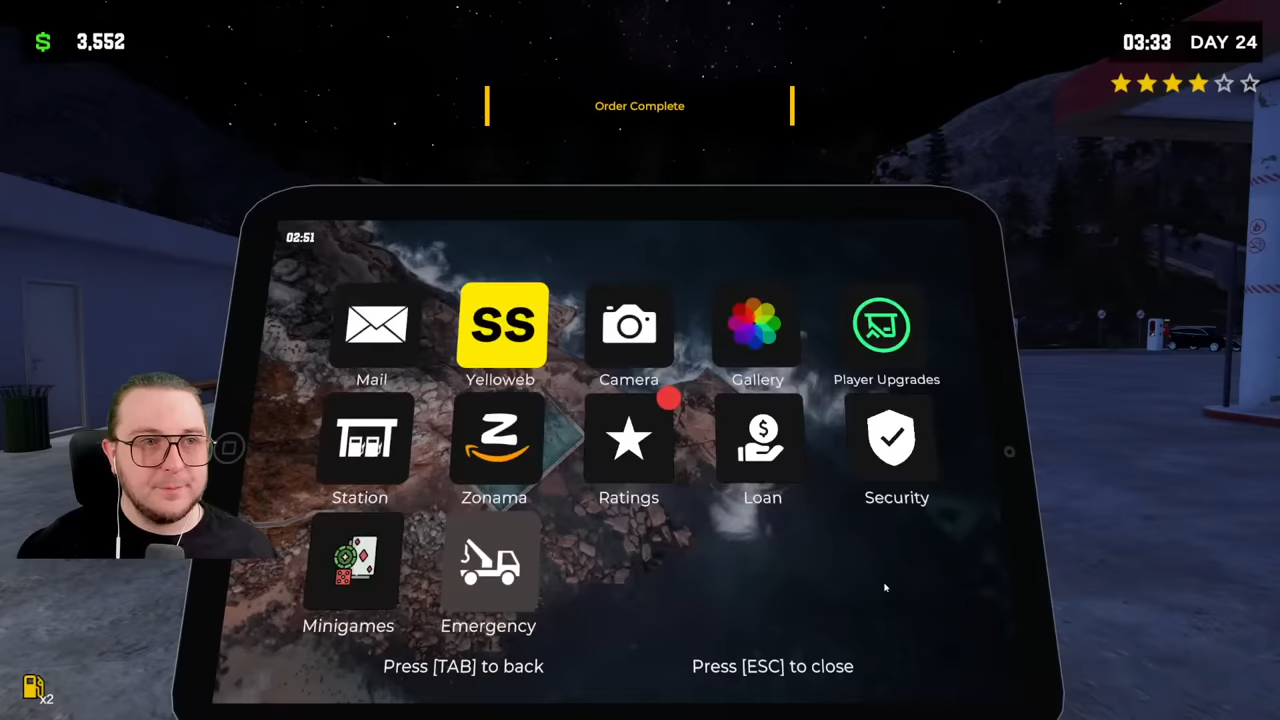 $ 3,552
03:33 DAY 24
Order Complete
02:51
SS
Mail
Yelloweb
Camera
Gallery
Player Upgrades
Z
$
Station
Zonama
Ratings
Loan
Security
Minigames
Emergency
Press [TAB] to back
Press [ESC] to close
x2